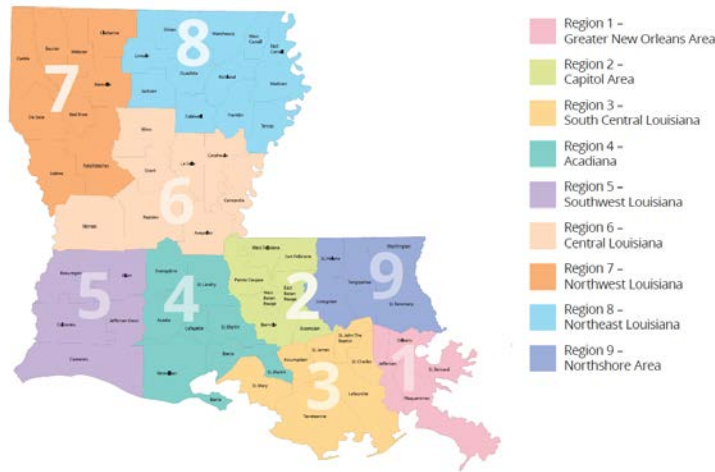 Union
Morehouse
West
Carroll
East
Carroll
Claiborne
Bossier
Webster
Caddo
Lincoln
8
Ouachita
Richland
Madison
7
Bienville
Jackson
De Soto
Red River
Caldwell
Franklin
Tensas
Winn
Natchitoches
Sabine
Grant
La Salle
Catahoula
6
Concordia
Vernon
Rapides
Avoyelles
West Feliciana
East Feliciana
St. Helena
Washington
Beauregard
Allen
Evangeline
St. Landry
Pointe Coupee
West
Baton
Rouge
East
Baton
Rouge
Tangipahoa
5
4
2
9
Livingston
St. Tammany
Calcasieu
Jefferson Davis
Acadia
Lafayette
St. Martin
Iberville
Ascension
Cameron
Vermilion
Iberia
St. Martin
Assumption
St. James
St. John The
Baptist
St. Charles
Orleans
Jefferson
1
St. Bernard
3
St. Mary
Lafourche
Plaquemines
Terrebonne
Iberia
Region 1 –
Greater New Orleans Area
Region 2 –
Capitol Area
Region 3 –
South Central Louisiana
Region 4 –
Acadiana
Region 5 –
Southwest Louisiana
Region 6 –
Central Louisiana
Region 7 –
Northwest Louisiana
Region 8 –
Northeast Louisiana
Region 9 –
Northshore Area